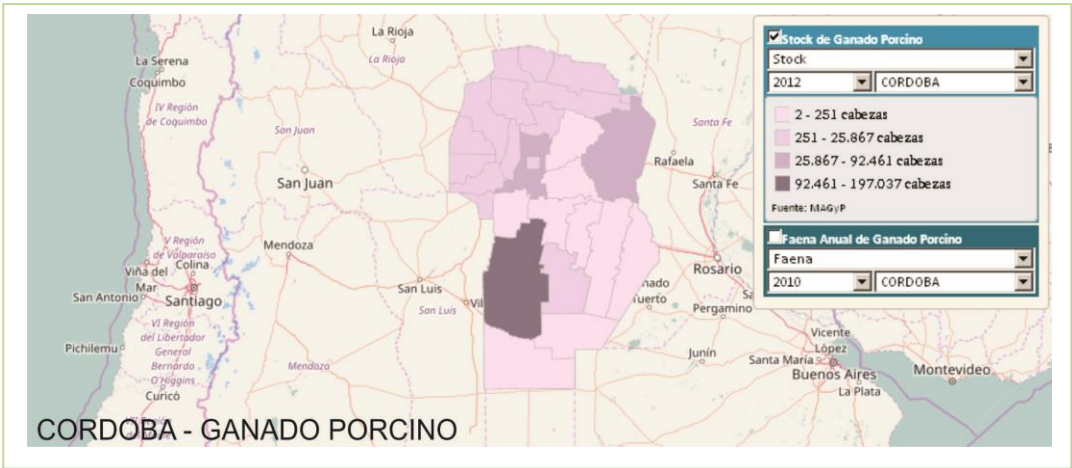 La Rioja
La Rioja
La Serena
Coquimbo
IV Región
de Coquimbo
San Juan
San Juan
Santa Fe
Rafaela
Santa Fe
V Región
de Valparaíso
Mendoza
Viña del
Mar
Colina
San Antonio
Santiago
San Luis
San Luis
Rosario
Pergamino
VI Región
del Libertador
General
Bernardo
O'Higgins
Pichilemu
Mendoza
Curicó
Junín
Vicente
López
Santa María
Buenos Aires
La Plata
Montevideo
CORDOBA - GANADO PORCINO
Stock de Ganado Porcino
Stock
2012 CORDOBA
2 - 251 cabezas
251 - 25.867 cabezas
25.867 - 92.461 cabezas
92.461 - 197.037 cabezas
Fuente: MAGyP
Faena Anual de Ganado Porcino
Faena
2010 CORDOBA